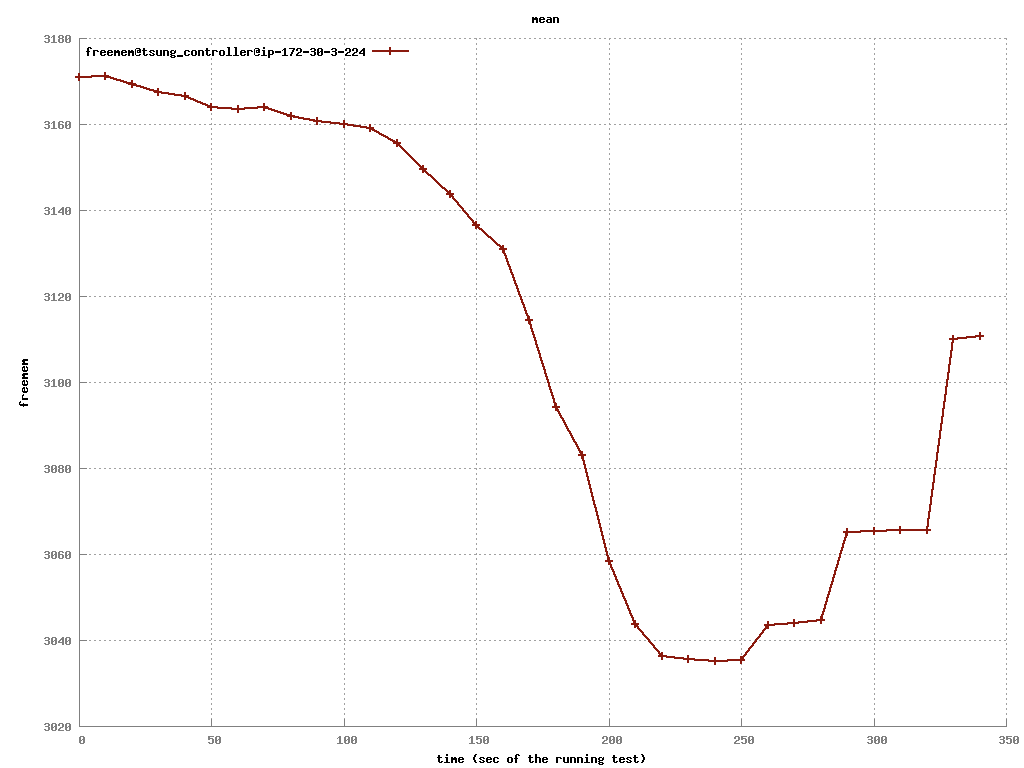 mean
freemem@tsung_controller@ip-172-30-3-224
3180
3160
3140
3120
3100
3080
3060
3040
3020
freemem
0 50 100 150 200 250 300 350
time (sec of the running test)